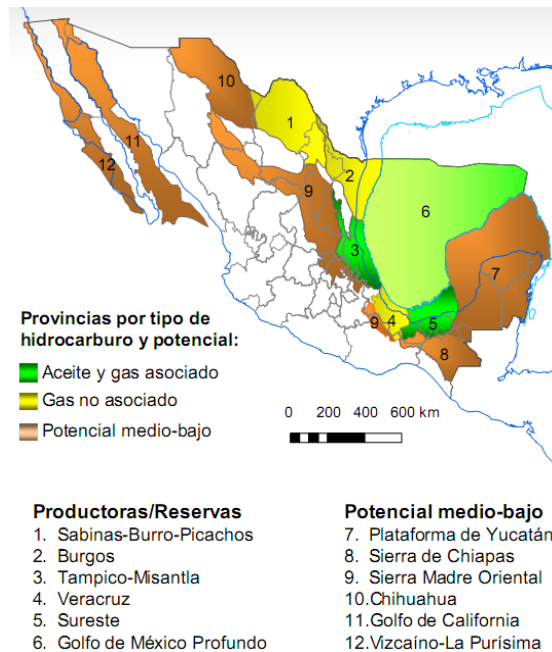 10
1
11
2
12
9
6
3
7
9
4
5
8
Provincias por tipo de
hidrocarburo y potencial:
Aceite y gas asociado
Gas no asociado
Potencial medio-bajo
0 200 400 600 km
Productoras/Reservas
1. Sabinas-Burro-Picachos
2. Burgos
3. Tampico-Misantla
4. Veracruz
5. Sureste
6. Golfo de México Profundo
Potencial medio-bajo
7. Plataforma de Yucatán
8. Sierra de Chiapas
9. Sierra Madre Oriental
10.Chihuahua
11.Golfo de California
12.Vizcaíno-La Purísima